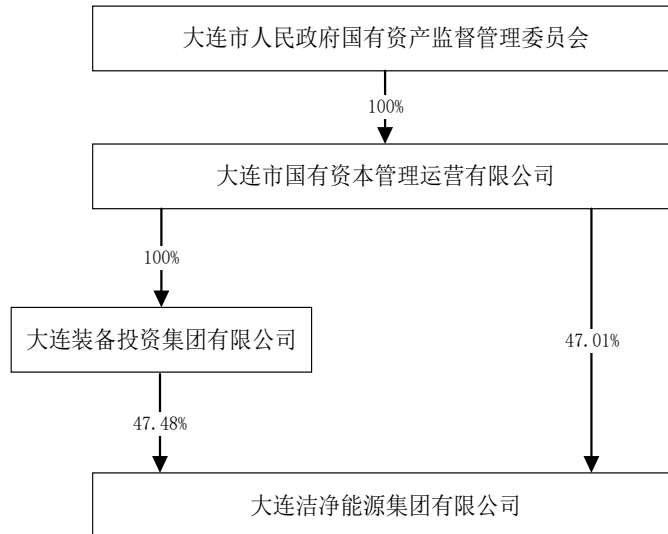 大连市人民政府国有资产监督管理委员会
100%
大连市国有资本管理运营有限公司
100%
大连装备投资集团有限公司
47.01%
47.48%
大连洁净能源集团有限公司